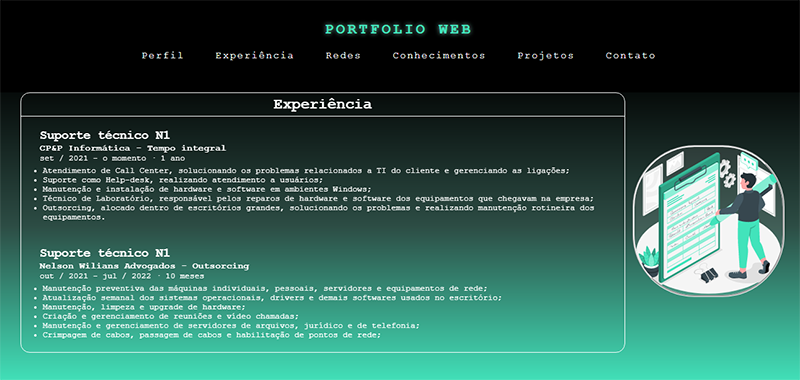 PORTFOLIO WEB
Perfil Experiência Redes Conhecimentos Projetos Contato
Experiência
Suporte técnico N1
CP&P Informática - Tempo integral
set / 2021 - o momento · 1 ano
• Atendimento de Call Center, solucionando os problemas relacionados a TI do cliente e gerenciando as ligações;
• Suporte como Help-desk, realizando atendimento a usuários;
• Manutenção e instalação de hardware e software em ambientes Windows;
• Técnico de Laboratório, responsável pelos reparos de hardware e software dos equipamentos que chegavam na empresa;
• Outsorcing, alocado dentro de escritórios grandes, solucionando os problemas e realizando manutenção rotineira dos
equipamentos.
Suporte técnico N1
Nelson Wilians Advogados - Outsorcing
out / 2021 - jul / 2022 · 10 meses
• Manutenção preventiva das máquinas individuais, pessoais, servidores e equipamentos de rede;
• Atualização semanal dos sistemas operacionais, drivers e demais softwares usados no escritório;
• Manutenção, limpeza e upgrade de hardware;
• Criação e gerenciamento de reuniões e vídeo chamadas;
• Manutenção e gerenciamento de servidores de arquivos, jurídico e de telefonia;
• Crimpagem de cabos, passagem de cabos e habilitação de pontos de rede;